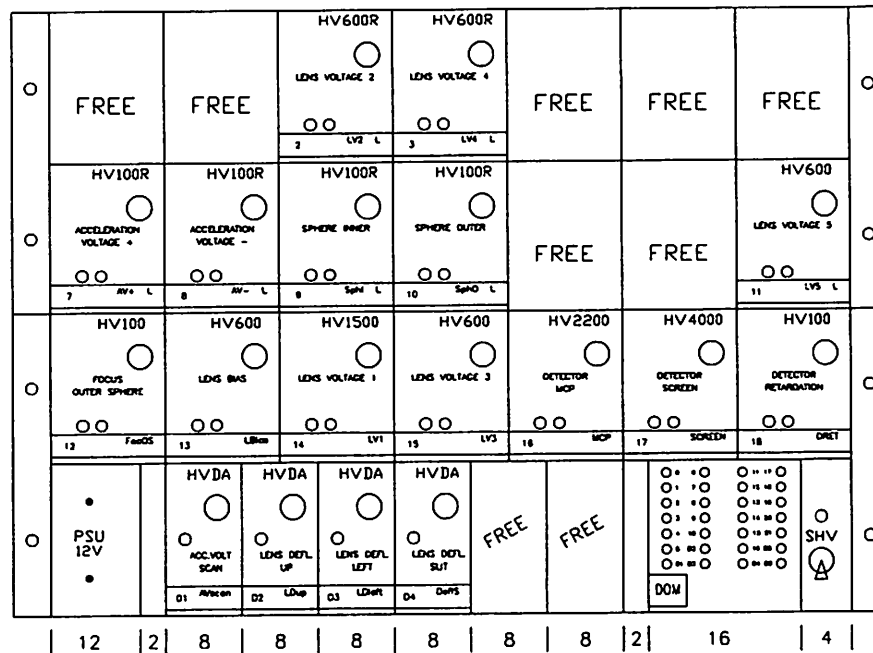 HV600R HV600R
FREE FREE LENS VOLTAGE 2 LENS VOLTAGE 4 FREE FREE FREE
2 LV2 L 3 LV4 L
HV100R HV100R HV100R HV100R HV600
ACCELERATION VOLTAGE + ACCELERATION VOLTAGE - SPHERE INNER SPHERE OUTER FREE FREE LENS VOLTAGE 5
7 AV+ L 8 AV- L 9 SphI L 10 SphO L 11 LV5 L
HV100 HV600 HV1500 HV600 HV2200 HV4000 HV100
FOCUS OUTER SPHERE LENS BIAS LENS VOLTAGE 1 LENS VOLTAGE 3 DETECTOR MCP DETECTOR SCREEN DETECTOR RETARDATION
12 FocOS 13 LBias 14 LV1 15 LV3 16 MCP 17 SCREEN 18 DRET
HVDA HVDA HVDA HVDA
PSU 12V ACC.VOLT SCAN LENS DEFL. UP LENS DEFL. LEFT LENS DEFL. SLIT FREE FREE SHV
D1 AVscan D2 LDup D3 LDleft D4 DeflS DOM
12 2 8 8 8 8 8 8 2 16 4